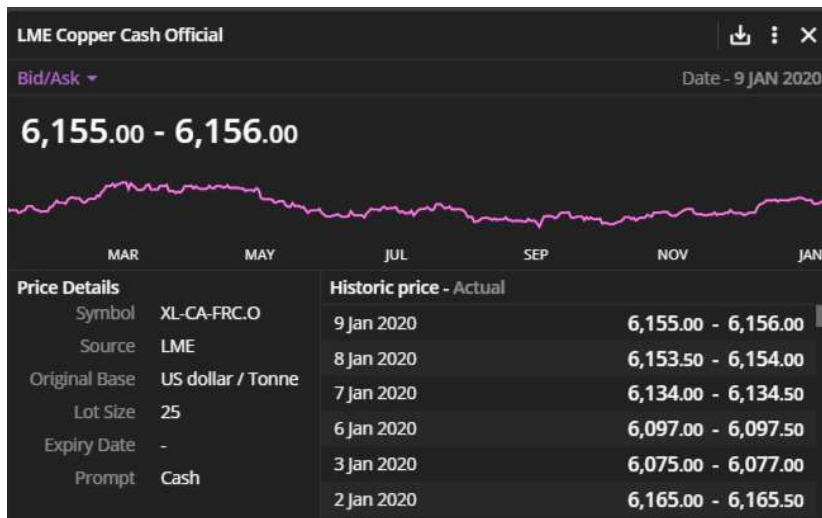 LME Copper Cash Official
Bid/Ask
Date - 9 JAN 2020
6,155.00 - 6,156.00
MAR MAY JUL SEP NOV JAN
Price Details
Symbol XL-CA-FRC.O
Source LME
Original Base US dollar / Tonne
Lot Size 25
Expiry Date -
Prompt Cash
Historic price - Actual
9 Jan 2020 6,155.00 - 6,156.00
8 Jan 2020 6,153.50 - 6,154.00
7 Jan 2020 6,134.00 - 6,134.50
6 Jan 2020 6,097.00 - 6,097.50
3 Jan 2020 6,075.00 - 6,077.00
2 Jan 2020 6,165.00 - 6,165.50